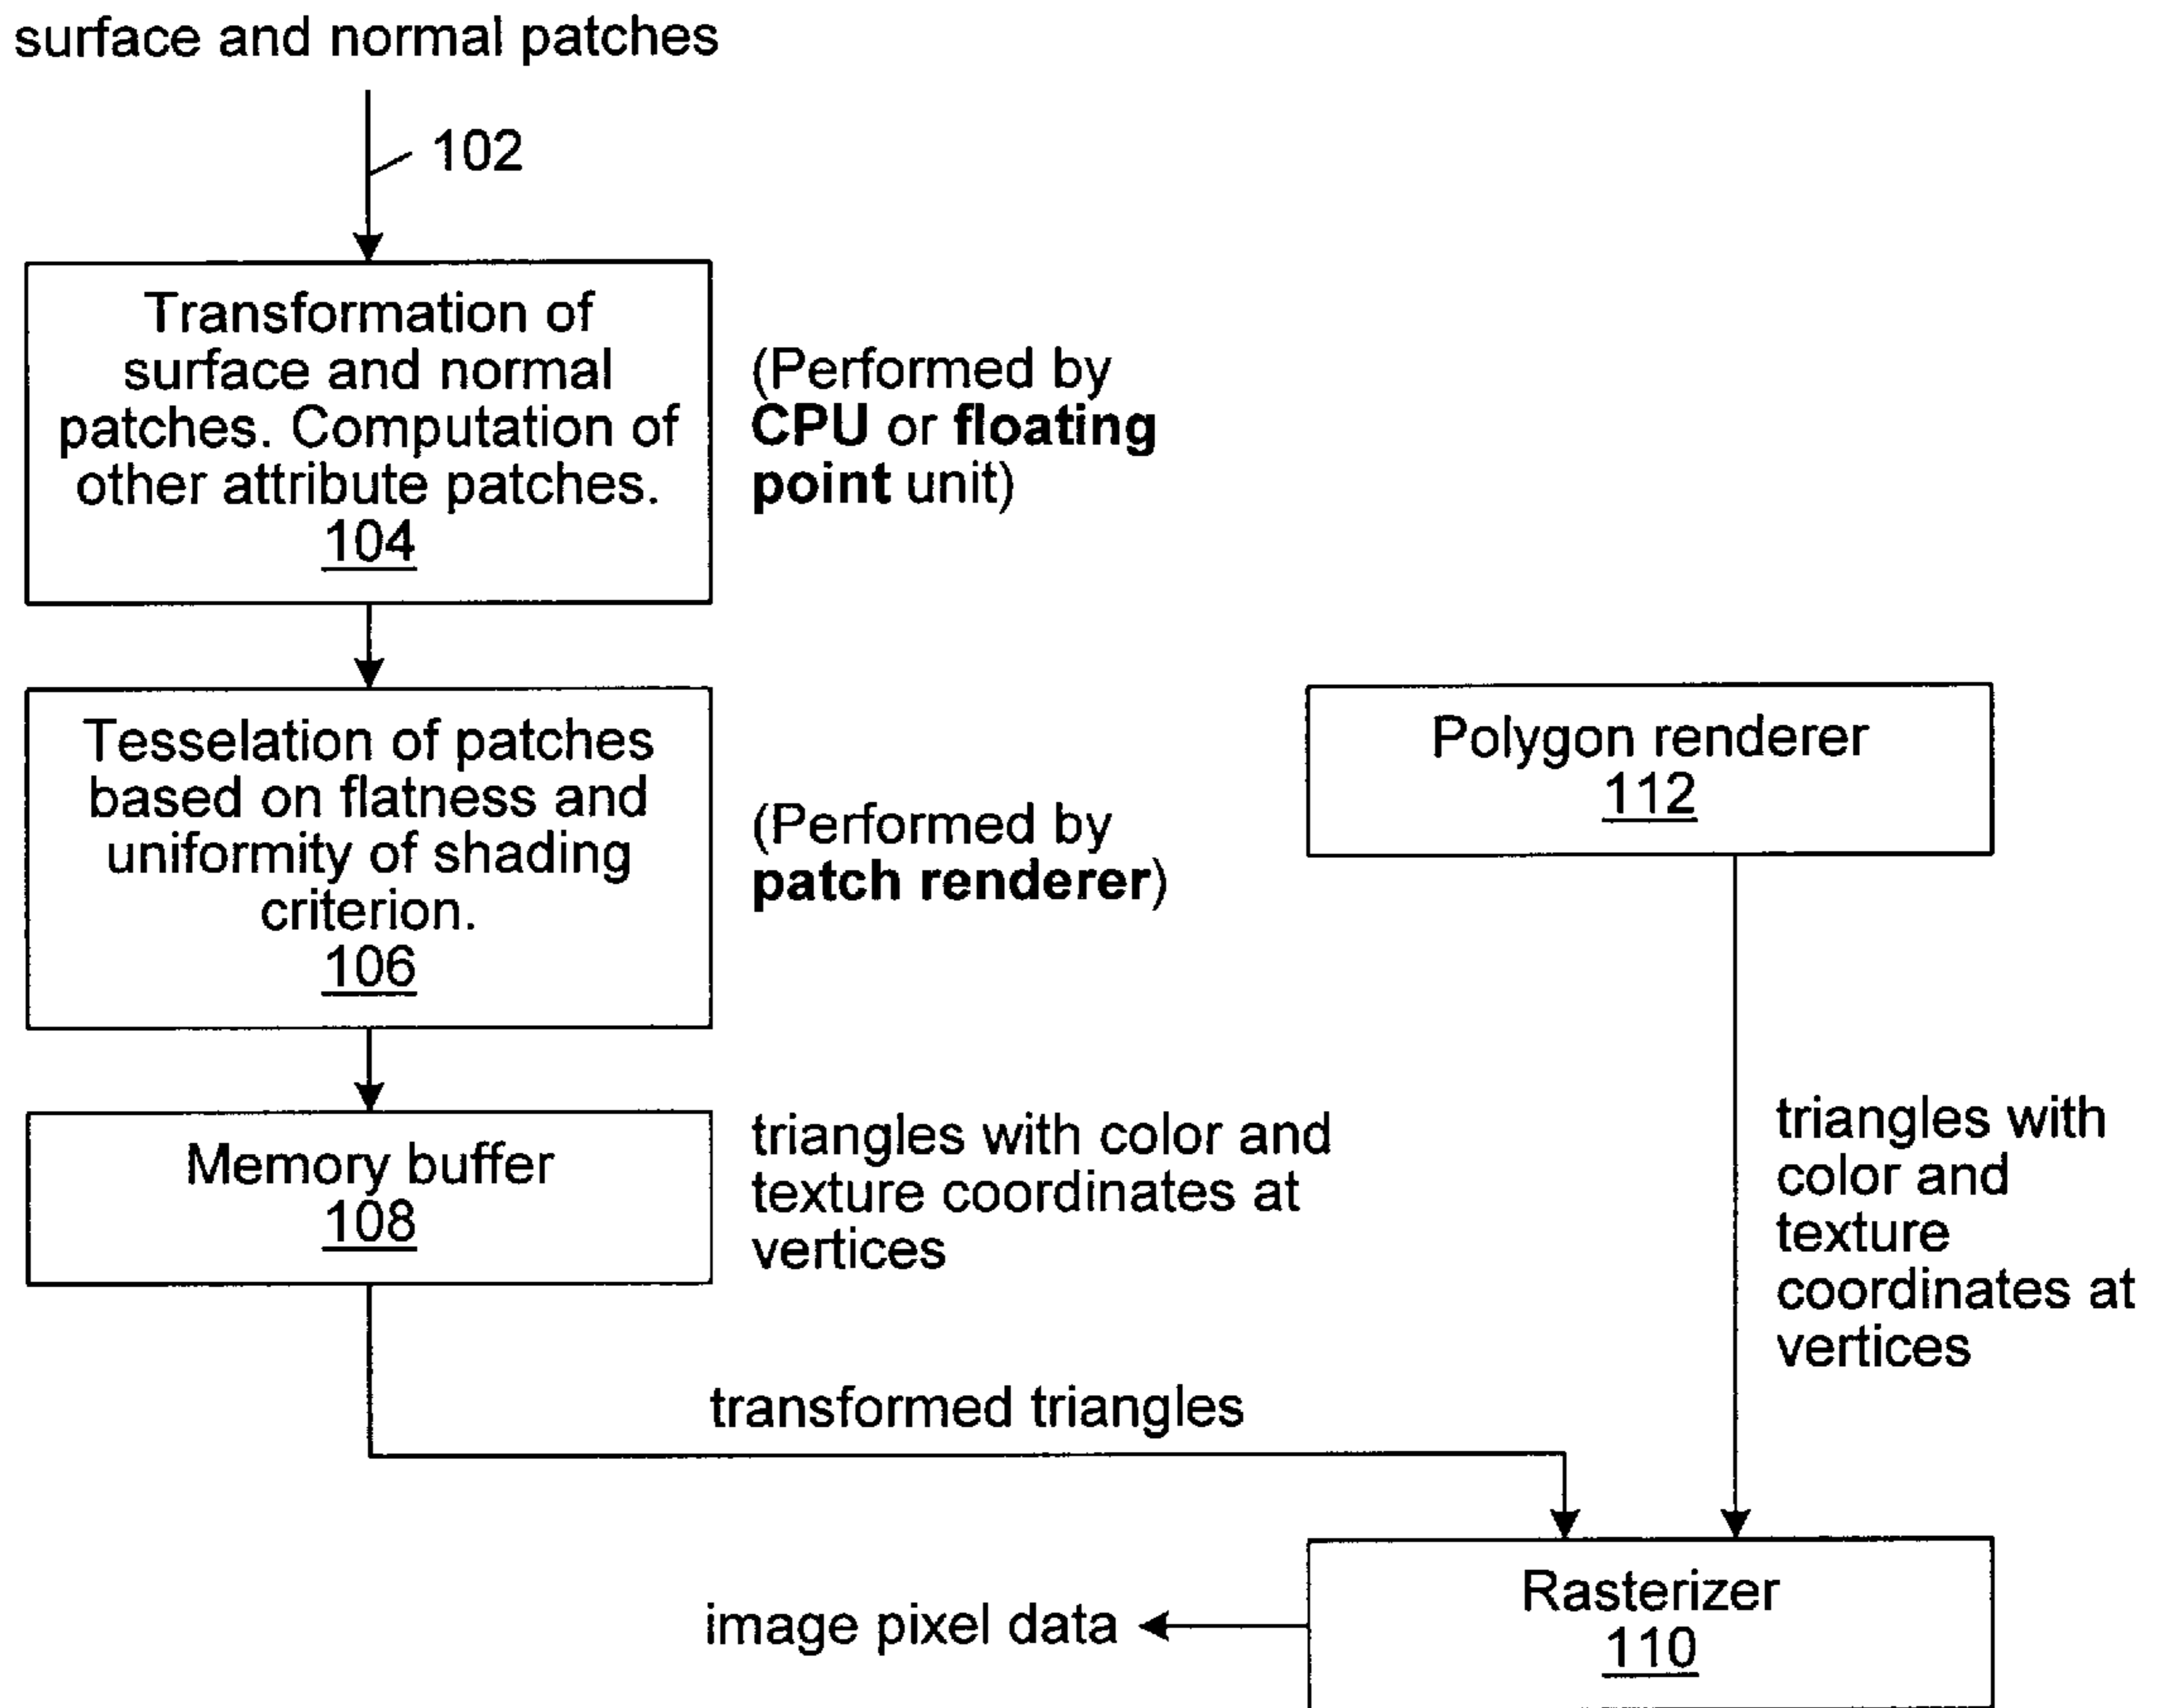 surface and normal patches
102
Transformation of
surface and normal
patches. Computation of
other attribute patches.
104
(Performed by
CPU or floating
point unit)
Tesselation of patches
based on flatness and
uniformity of shading
criterion.
106
(Performed by
patch renderer)
Polygon renderer
112
Memory buffer
108
triangles with color and
texture coordinates at
vertices
triangles with
color and
texture
coordinates at
vertices
transformed triangles
Rasterizer
110
image pixel data